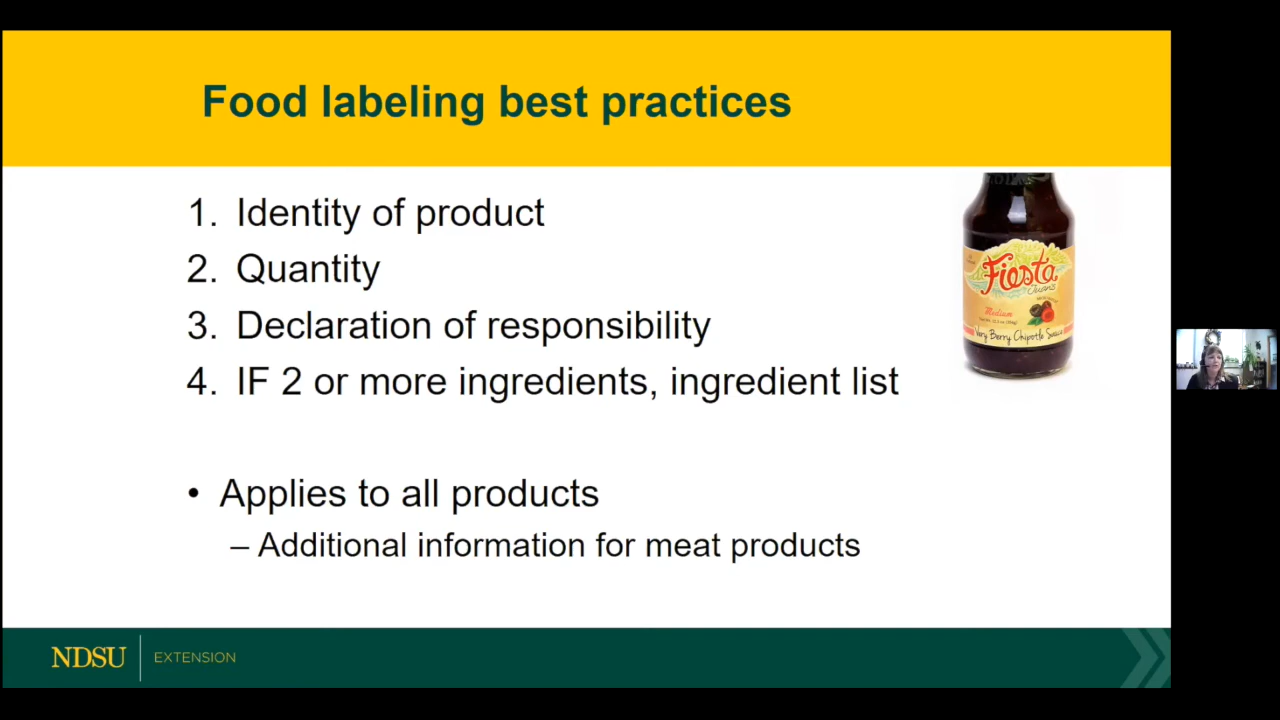 Food labeling best practices
1. Identity of product
2. Quantity
3. Declaration of responsibility
4. IF 2 or more ingredients, ingredient list
• Applies to all products
– Additional information for meat products
Fiesta
Juan's
Medium
Very Berry Chipotle Sauce
NDSU EXTENSION